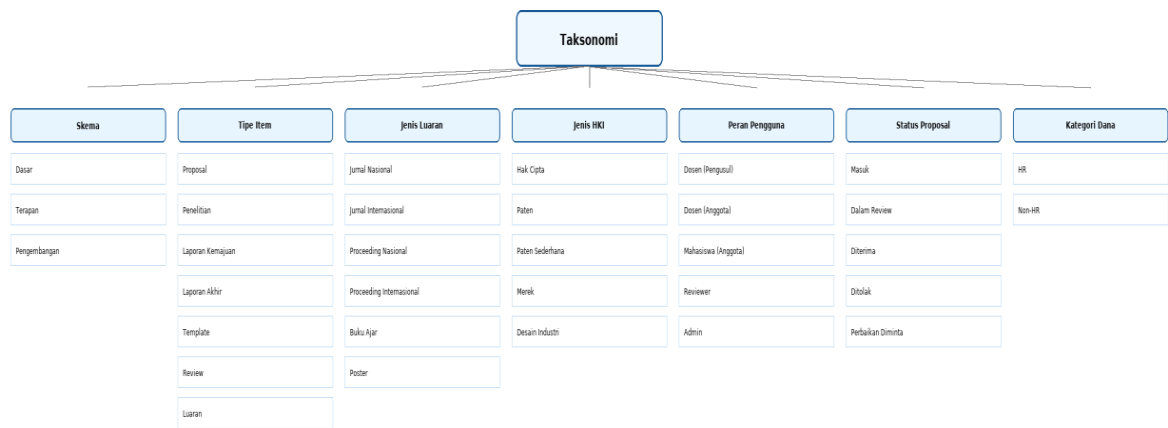 Taksonomi
Skema
Tipe Item
Jenis Luaran
Jenis HKI
Peran Pengguna
Status Proposal
Kategori Dana
Dasar
Proposal
Jurnal Nasional
Hak Cipta
Dosen (Pengusul)
Masuk
HR
Terapan
Penelitian
Jurnal Internasional
Paten
Dosen (Anggota)
Dalam Review
Non-HR
Pengembangan
Laporan Kemajuan
Proceeding Nasional
Paten Sederhana
Mahasiswa (Anggota)
Diterima
Laporan Akhir
Proceeding Internasional
Merek
Reviewer
Ditolak
Template
Buku Ajar
Desain Industri
Admin
Perbaikan Diminta
Review
Poster
Luaran